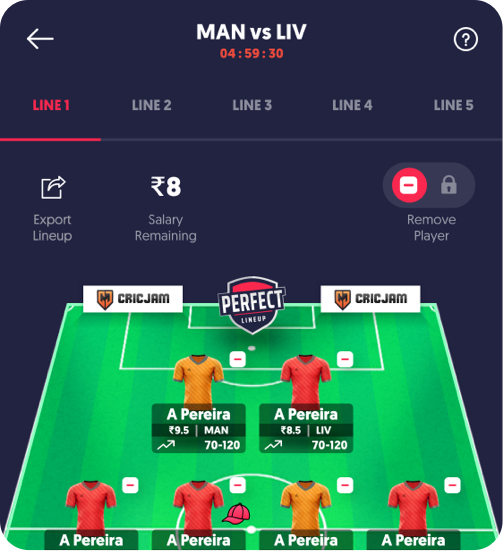 MAN vs LIV
04:59:30
LINE 1 LINE 2 LINE 3 LINE 4 LINE 5
₹8
Export Lineup
Salary Remaining
Remove Player
CRICJAM
PERFECT
LINEUP
CRICJAM
A Pereira
₹9.5 | MAN
70-120
A Pereira
₹8.5 | LIV
70-120
A Pereira
A Pereira
A Pereira
A Pereira